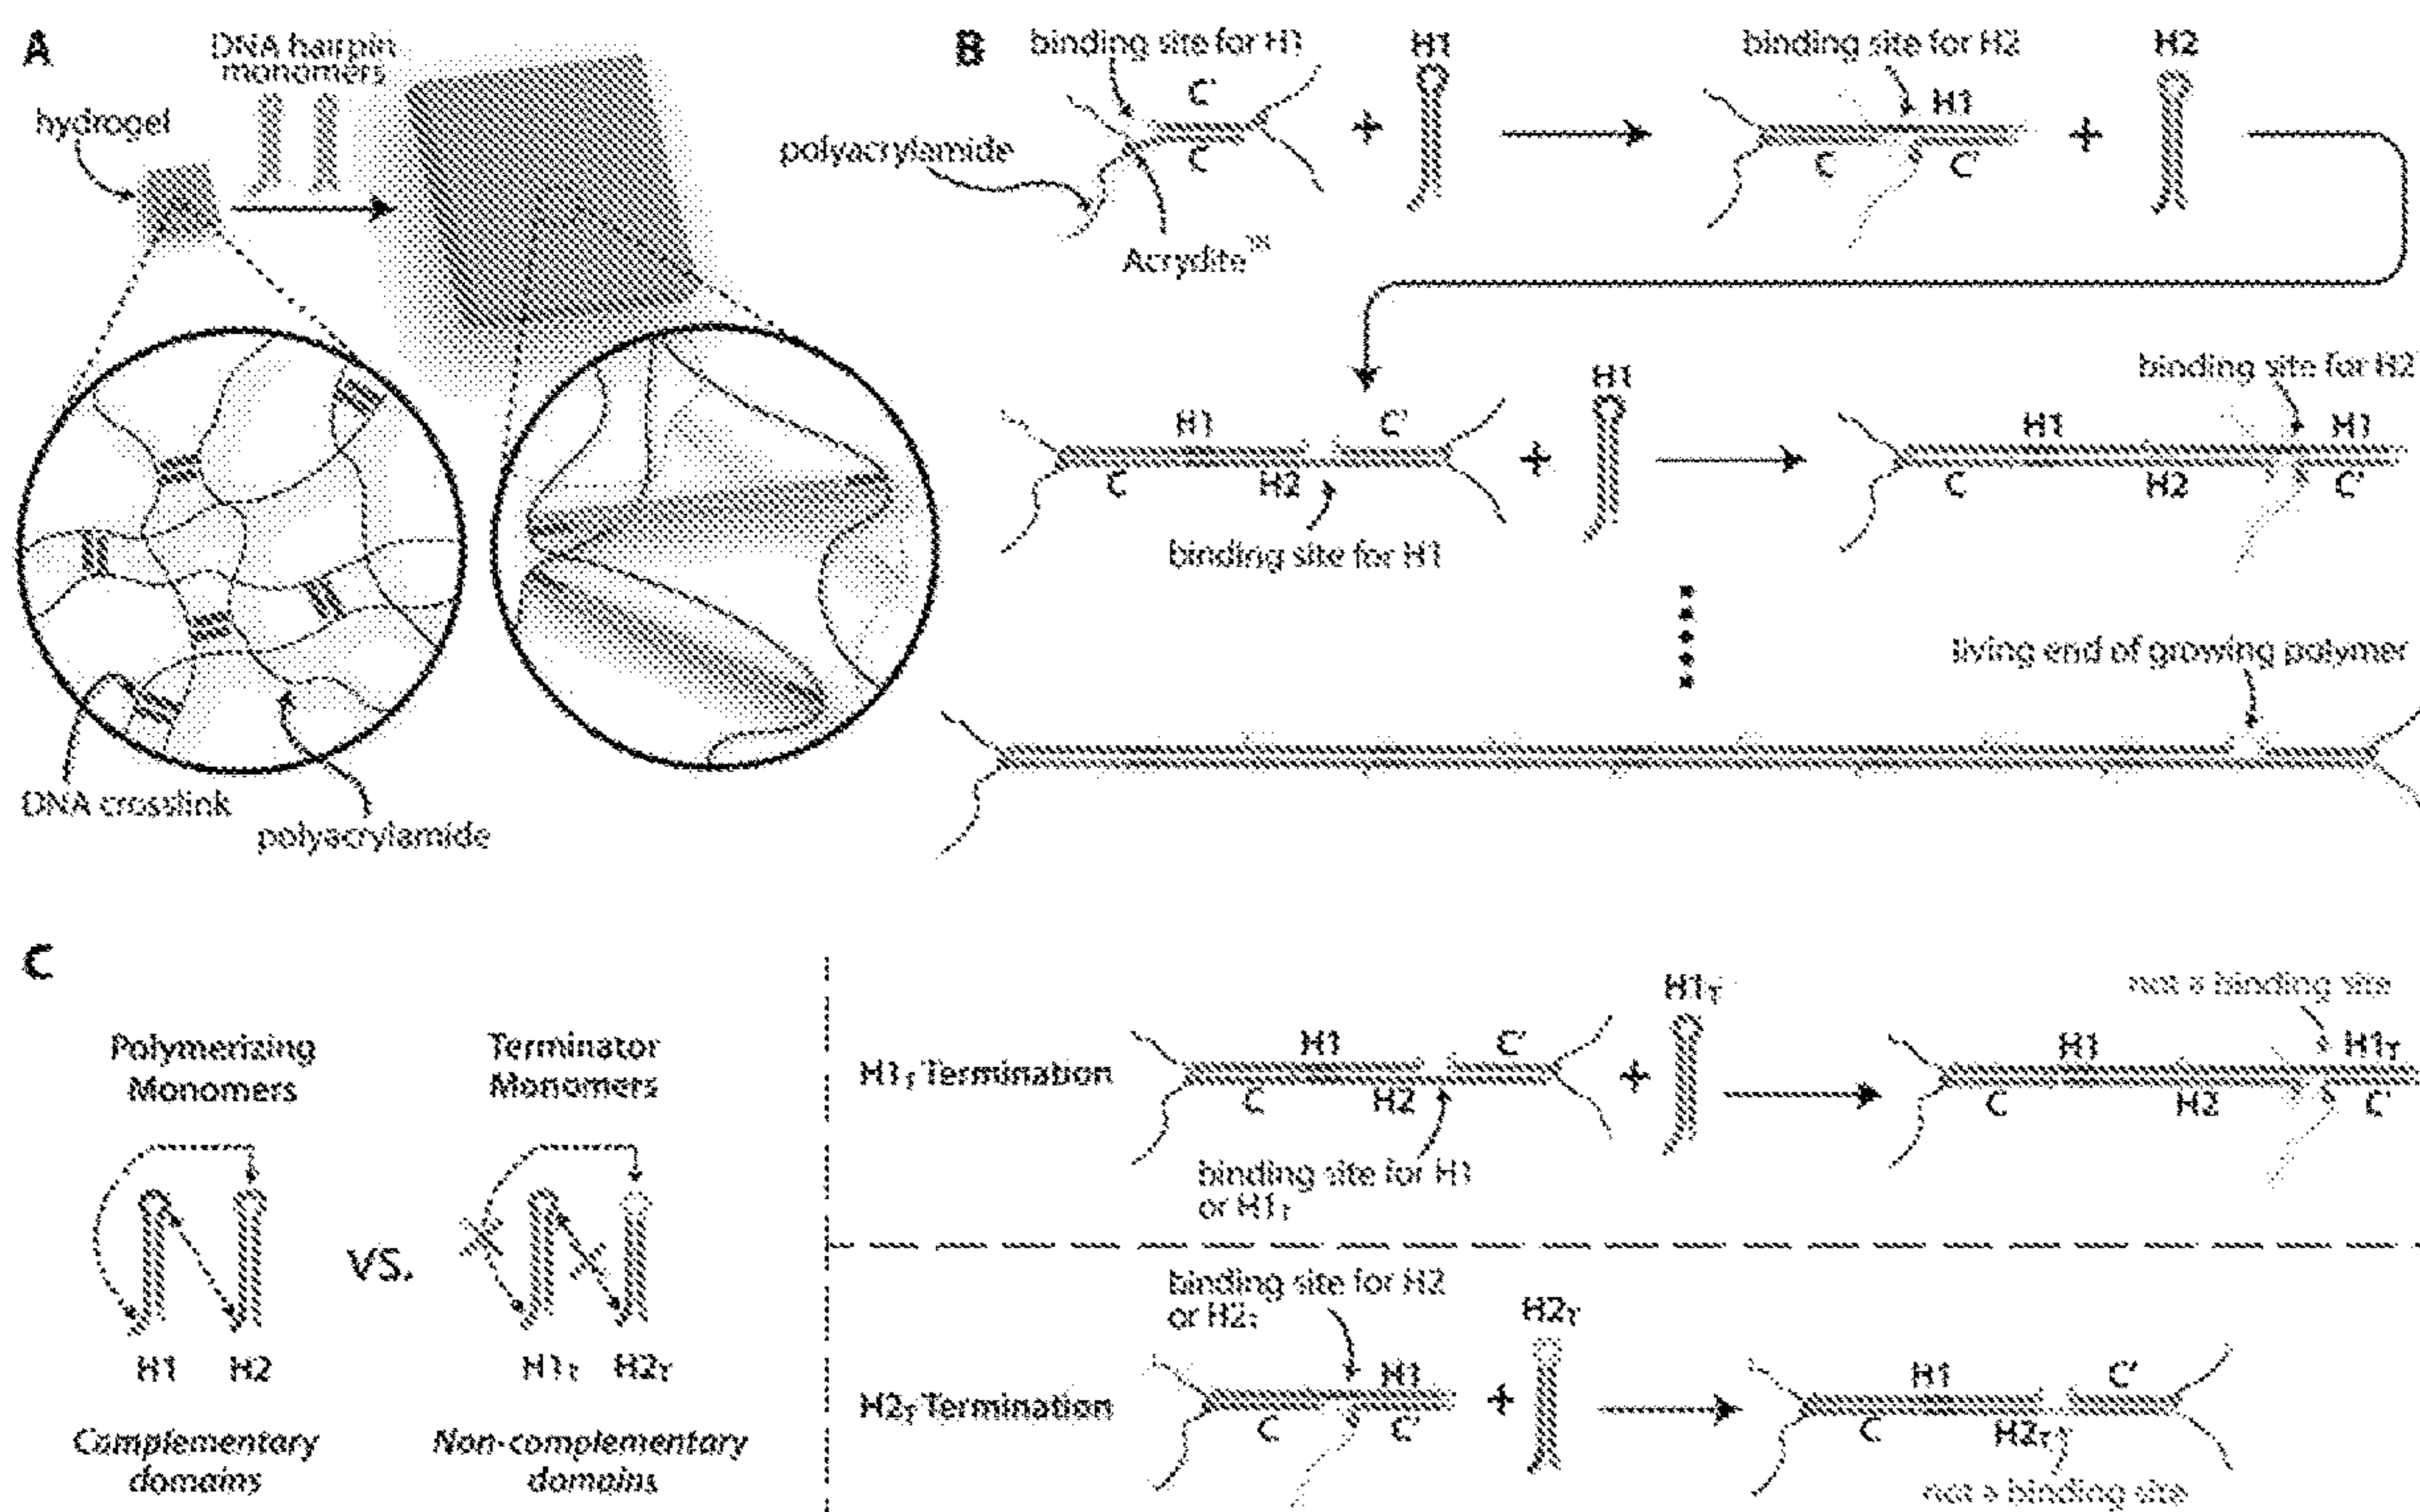 A
DNA hairpin
monomers
hydrogel
DNA crosslink
polyacrylamide
B
binding site for H1
C'
C
polyacrylamide
Acrydite™
+
H1
binding site for H2
H1
C
C'
+
H2
H1
C'
C
H2
binding site for H1
+
H1
binding site for H2
H1
H1
C
H2
C'
living end of growing polymer
C
Polymerizing
Monomers
Terminator
Monomers
vs.
H1
H2
H1T
H2T
Complementary
domains
Non-complementary
domains
H1T Termination
H1
C'
C
H2
binding site for H1
or H1T
+
H1T
not a binding site
H1
H1T
C
H2
C'
H2T Termination
binding site for H2
or H2T
H1
C
C'
+
H2T
H1
C'
C
H2T
not a binding site